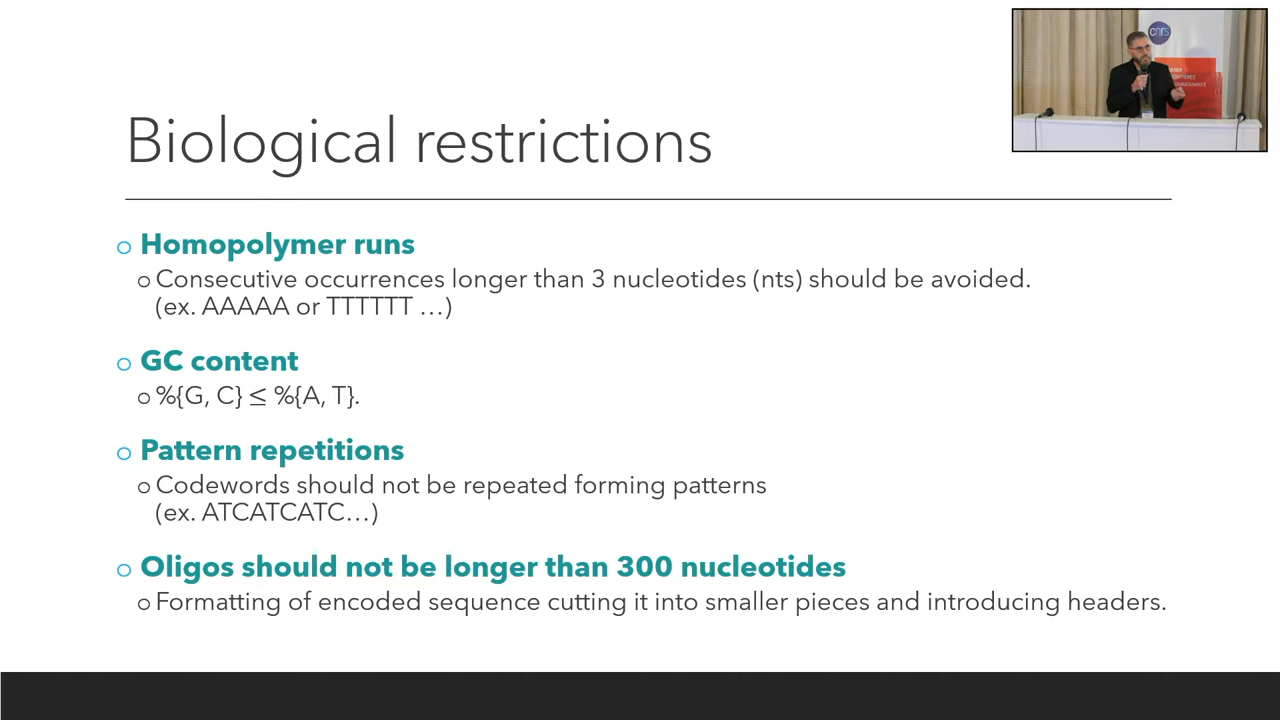 Biological restrictions
o Homopolymer runs
o Consecutive occurrences longer than 3 nucleotides (nts) should be avoided.
(ex. AAAAA or TTTTTT …)
o GC content
o %{G, C} ≤ %{A, T}.
o Pattern repetitions
o Codewords should not be repeated forming patterns
(ex. ATCATCATC…)
o Oligos should not be longer than 300 nucleotides
o Formatting of encoded sequence cutting it into smaller pieces and introducing headers.
cnrs